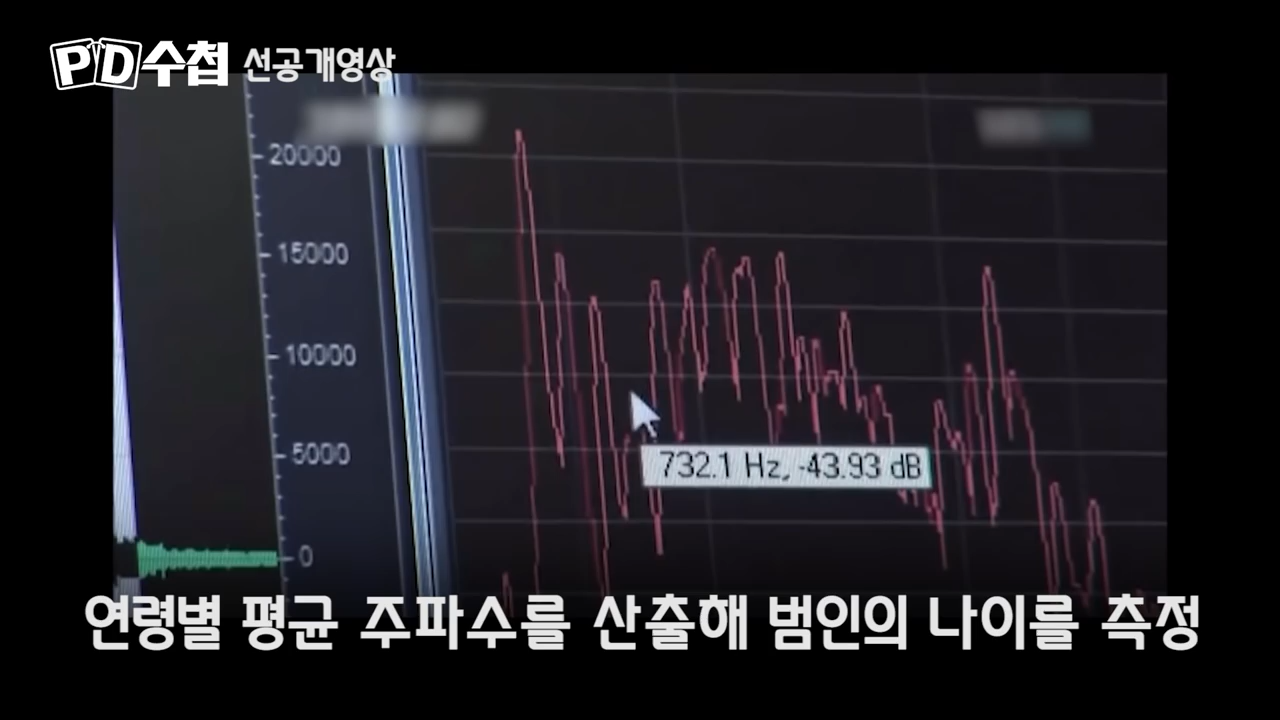 PD수첩 선공개영상
20000
15000
10000
5000
0
732.1 Hz, -43.93 dB
연령별 평균 주파수를 산출해 범인의 나이를 측정